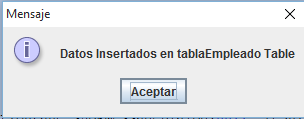 Mensaje
Datos Insertados en tablaEmpleado Table
Aceptar